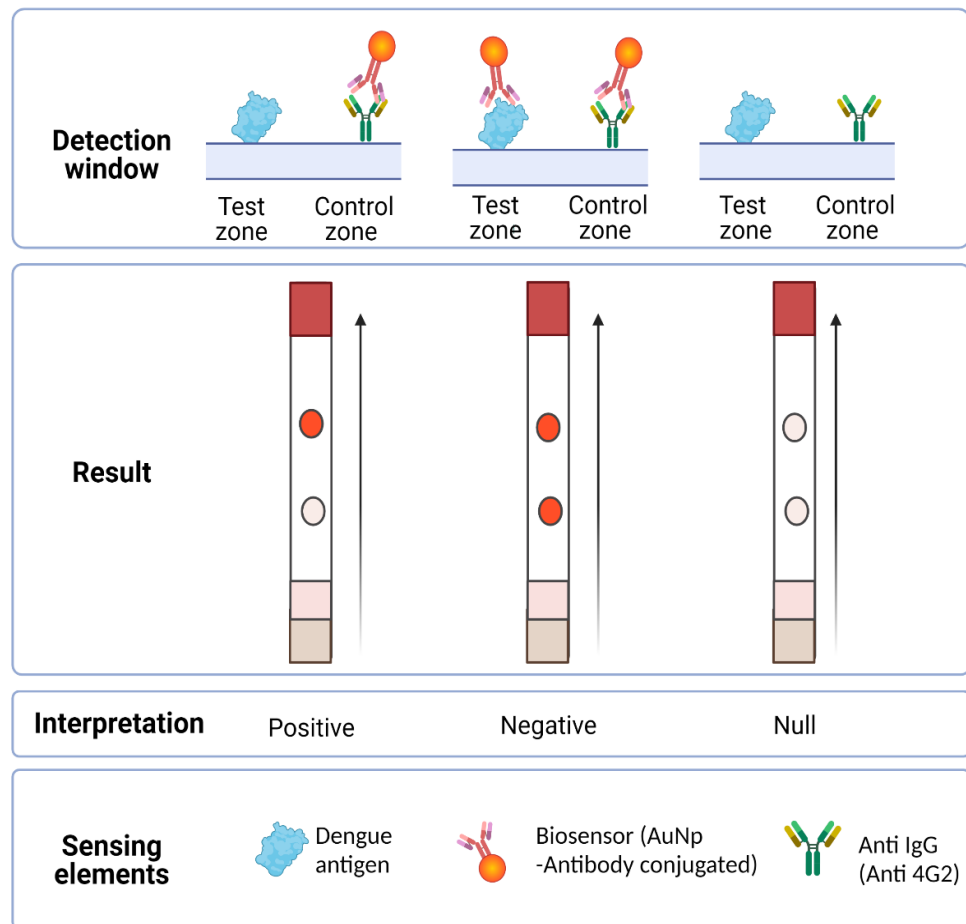 Detection
window
Test
zone
Control
zone
Test
zone
Control
zone
Test
zone
Control
zone
Result
Interpretation
Positive
Negative
Null
Sensing
elements
Dengue
antigen
Biosensor (AuNp
-Antibody conjugated)
Anti IgG
(Anti 4G2)